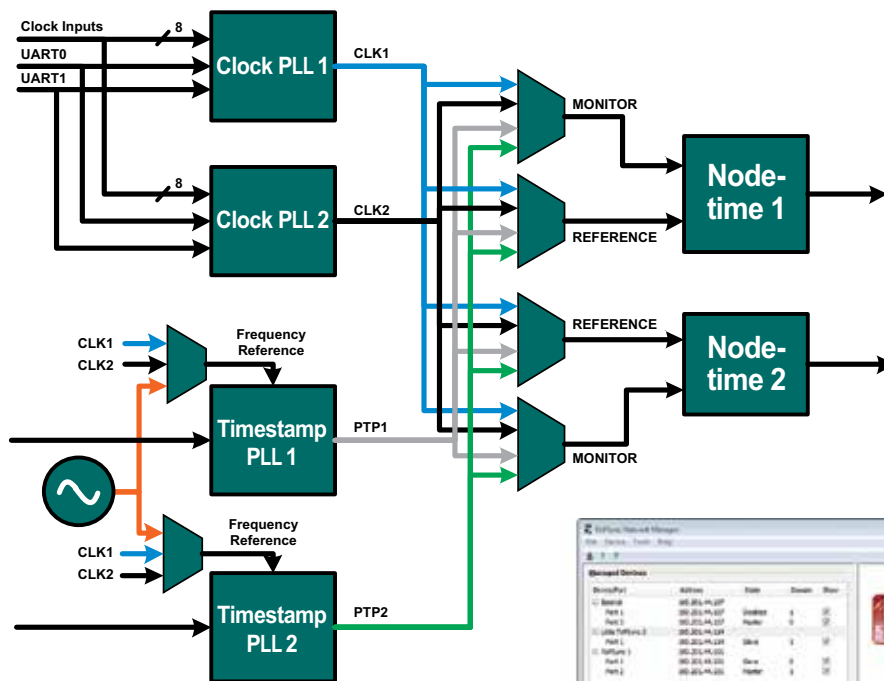 Clock Inputs
8
UART0
UART1
Clock PLL 1
CLK1
MONITOR
8
Clock PLL 2
CLK2
Node-
time 1
REFERENCE
CLK1
CLK2
Frequency
Reference
REFERENCE
Node-
time 2
Timestamp
PLL 1
PTP1
MONITOR
Frequency
Reference
CLK1
CLK2
Timestamp
PLL 2
PTP2
Managed Devices